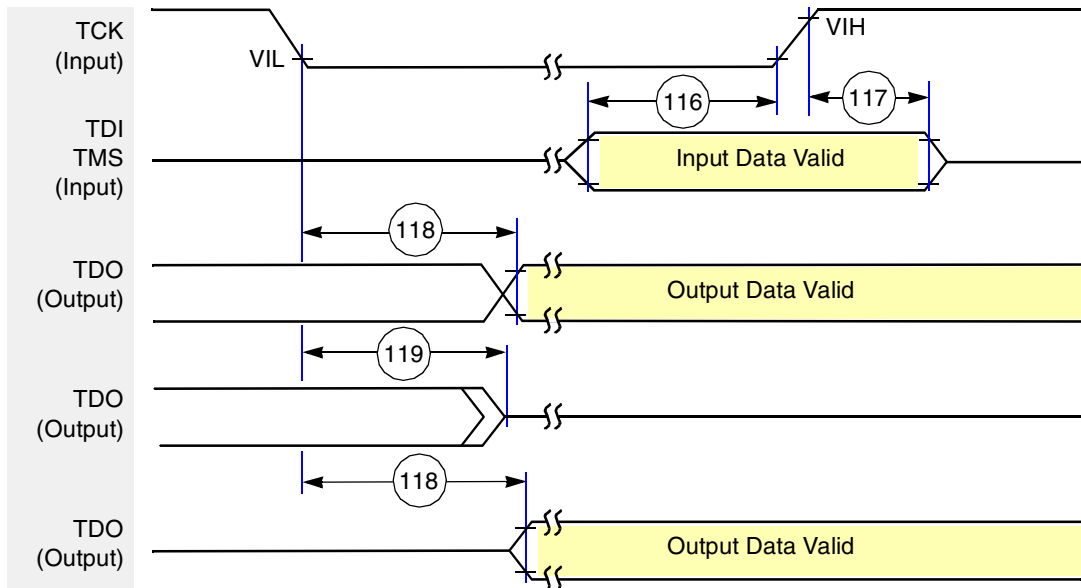 TCK
(Input)
VIL
VIH
116
117
TDI
TMS
(Input)
Input Data Valid
118
TDO
(Output)
Output Data Valid
119
TDO
(Output)
118
TDO
(Output)
Output Data Valid